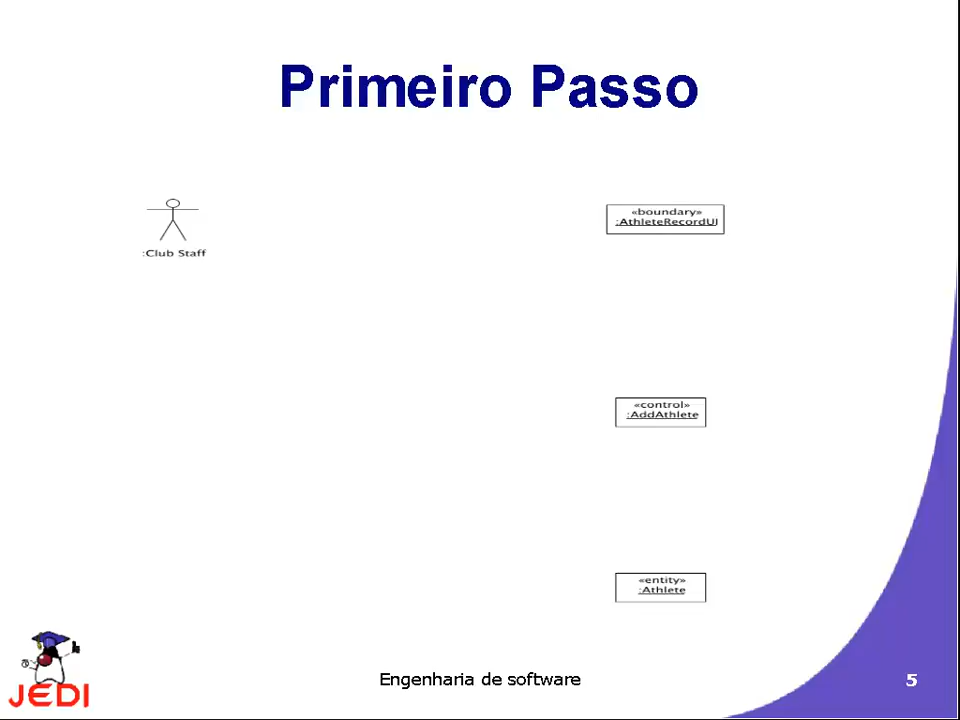 Primeiro Passo
:Club Staff
«boundary»
:AthleteRecordUI
«control»
:AddAthlete
«entity»
:Athlete
JEDI
Engenharia de software
5